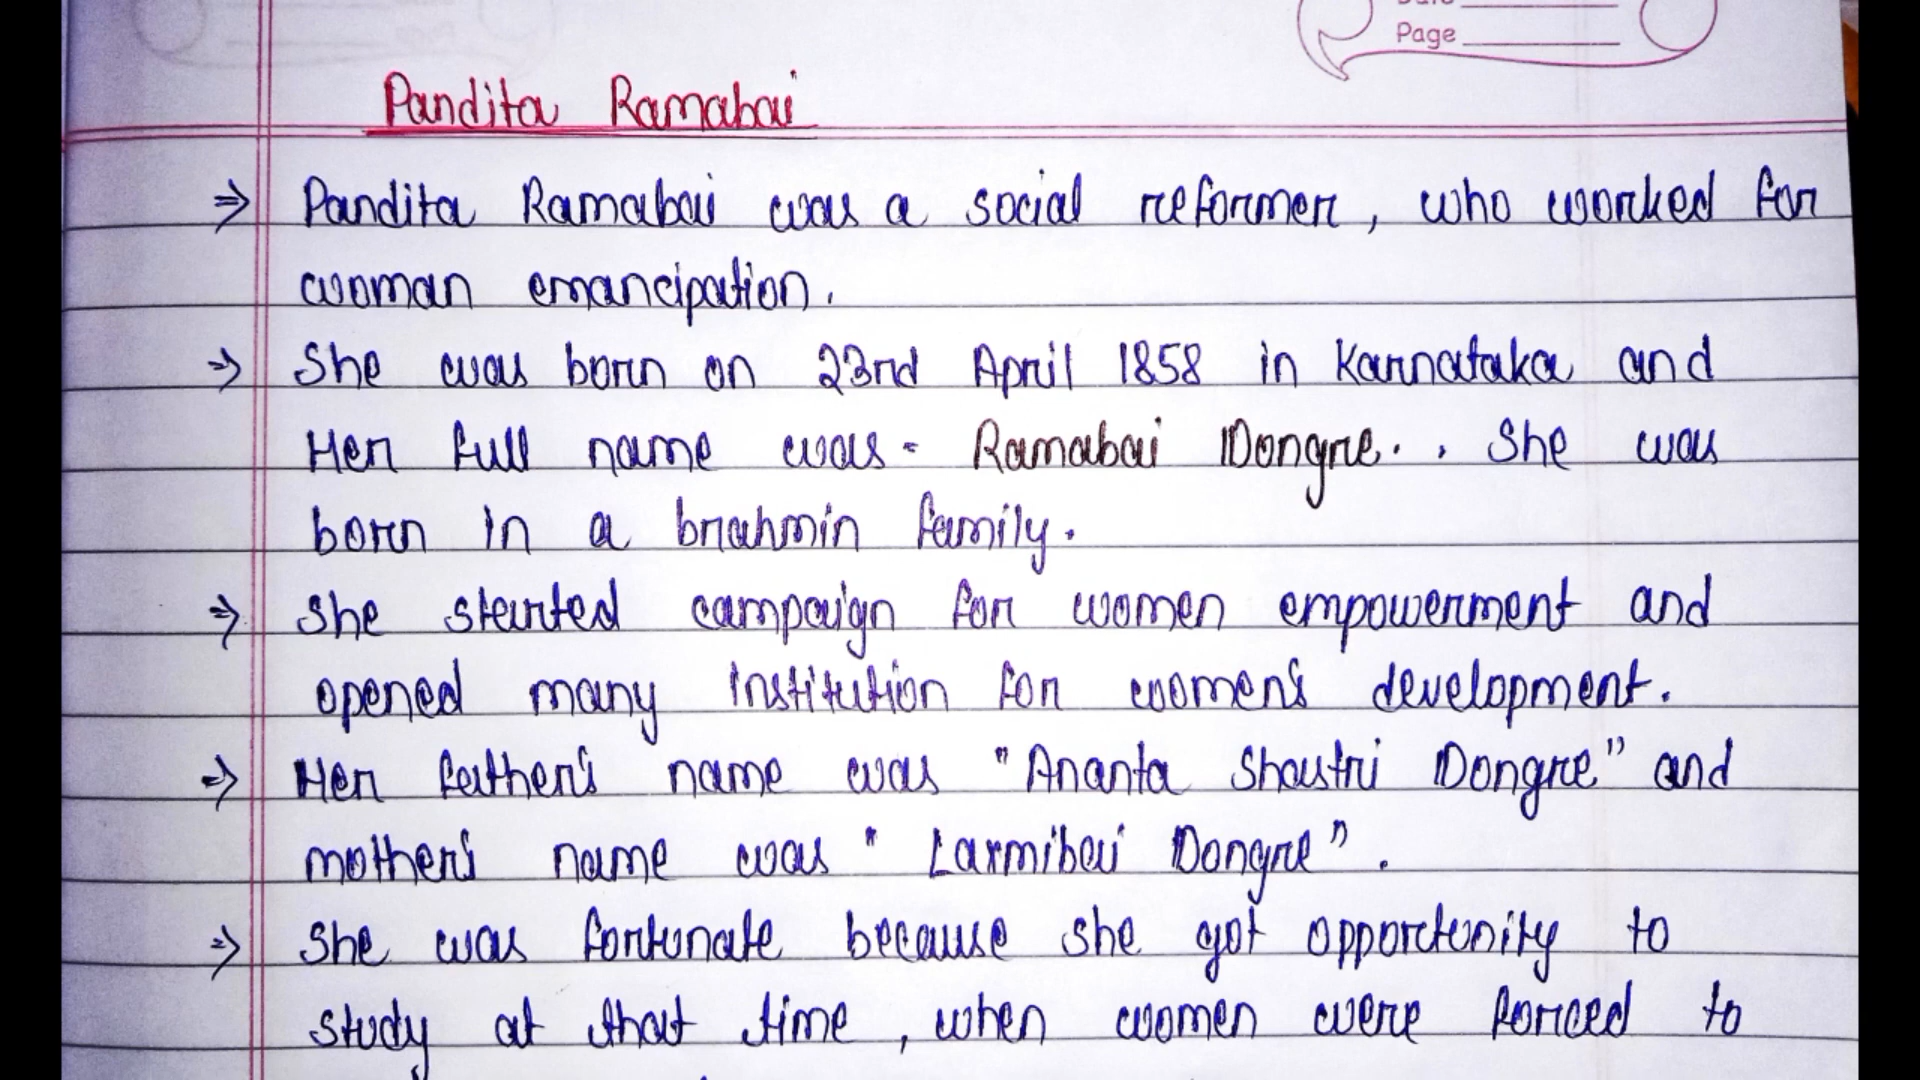 Page
Pandita Ramabai
⇒ Pandita Ramabai was a social reformer, who worked for
woman emancipation.
⇒ She was born on 23rd April 1858 in Karnataka and
Her full name was - Ramabai Dongre. . She was
born in a brahmin family.
⇒ She started campaign for women empowerment and
opened many institution for women's development.
⇒ Her father's name was "Ananta Shastri Dongre" and
mother's name was "Laxmibai Dongre".
⇒ She was fortunate because she got opportunity to
study at that time, when women were forced to